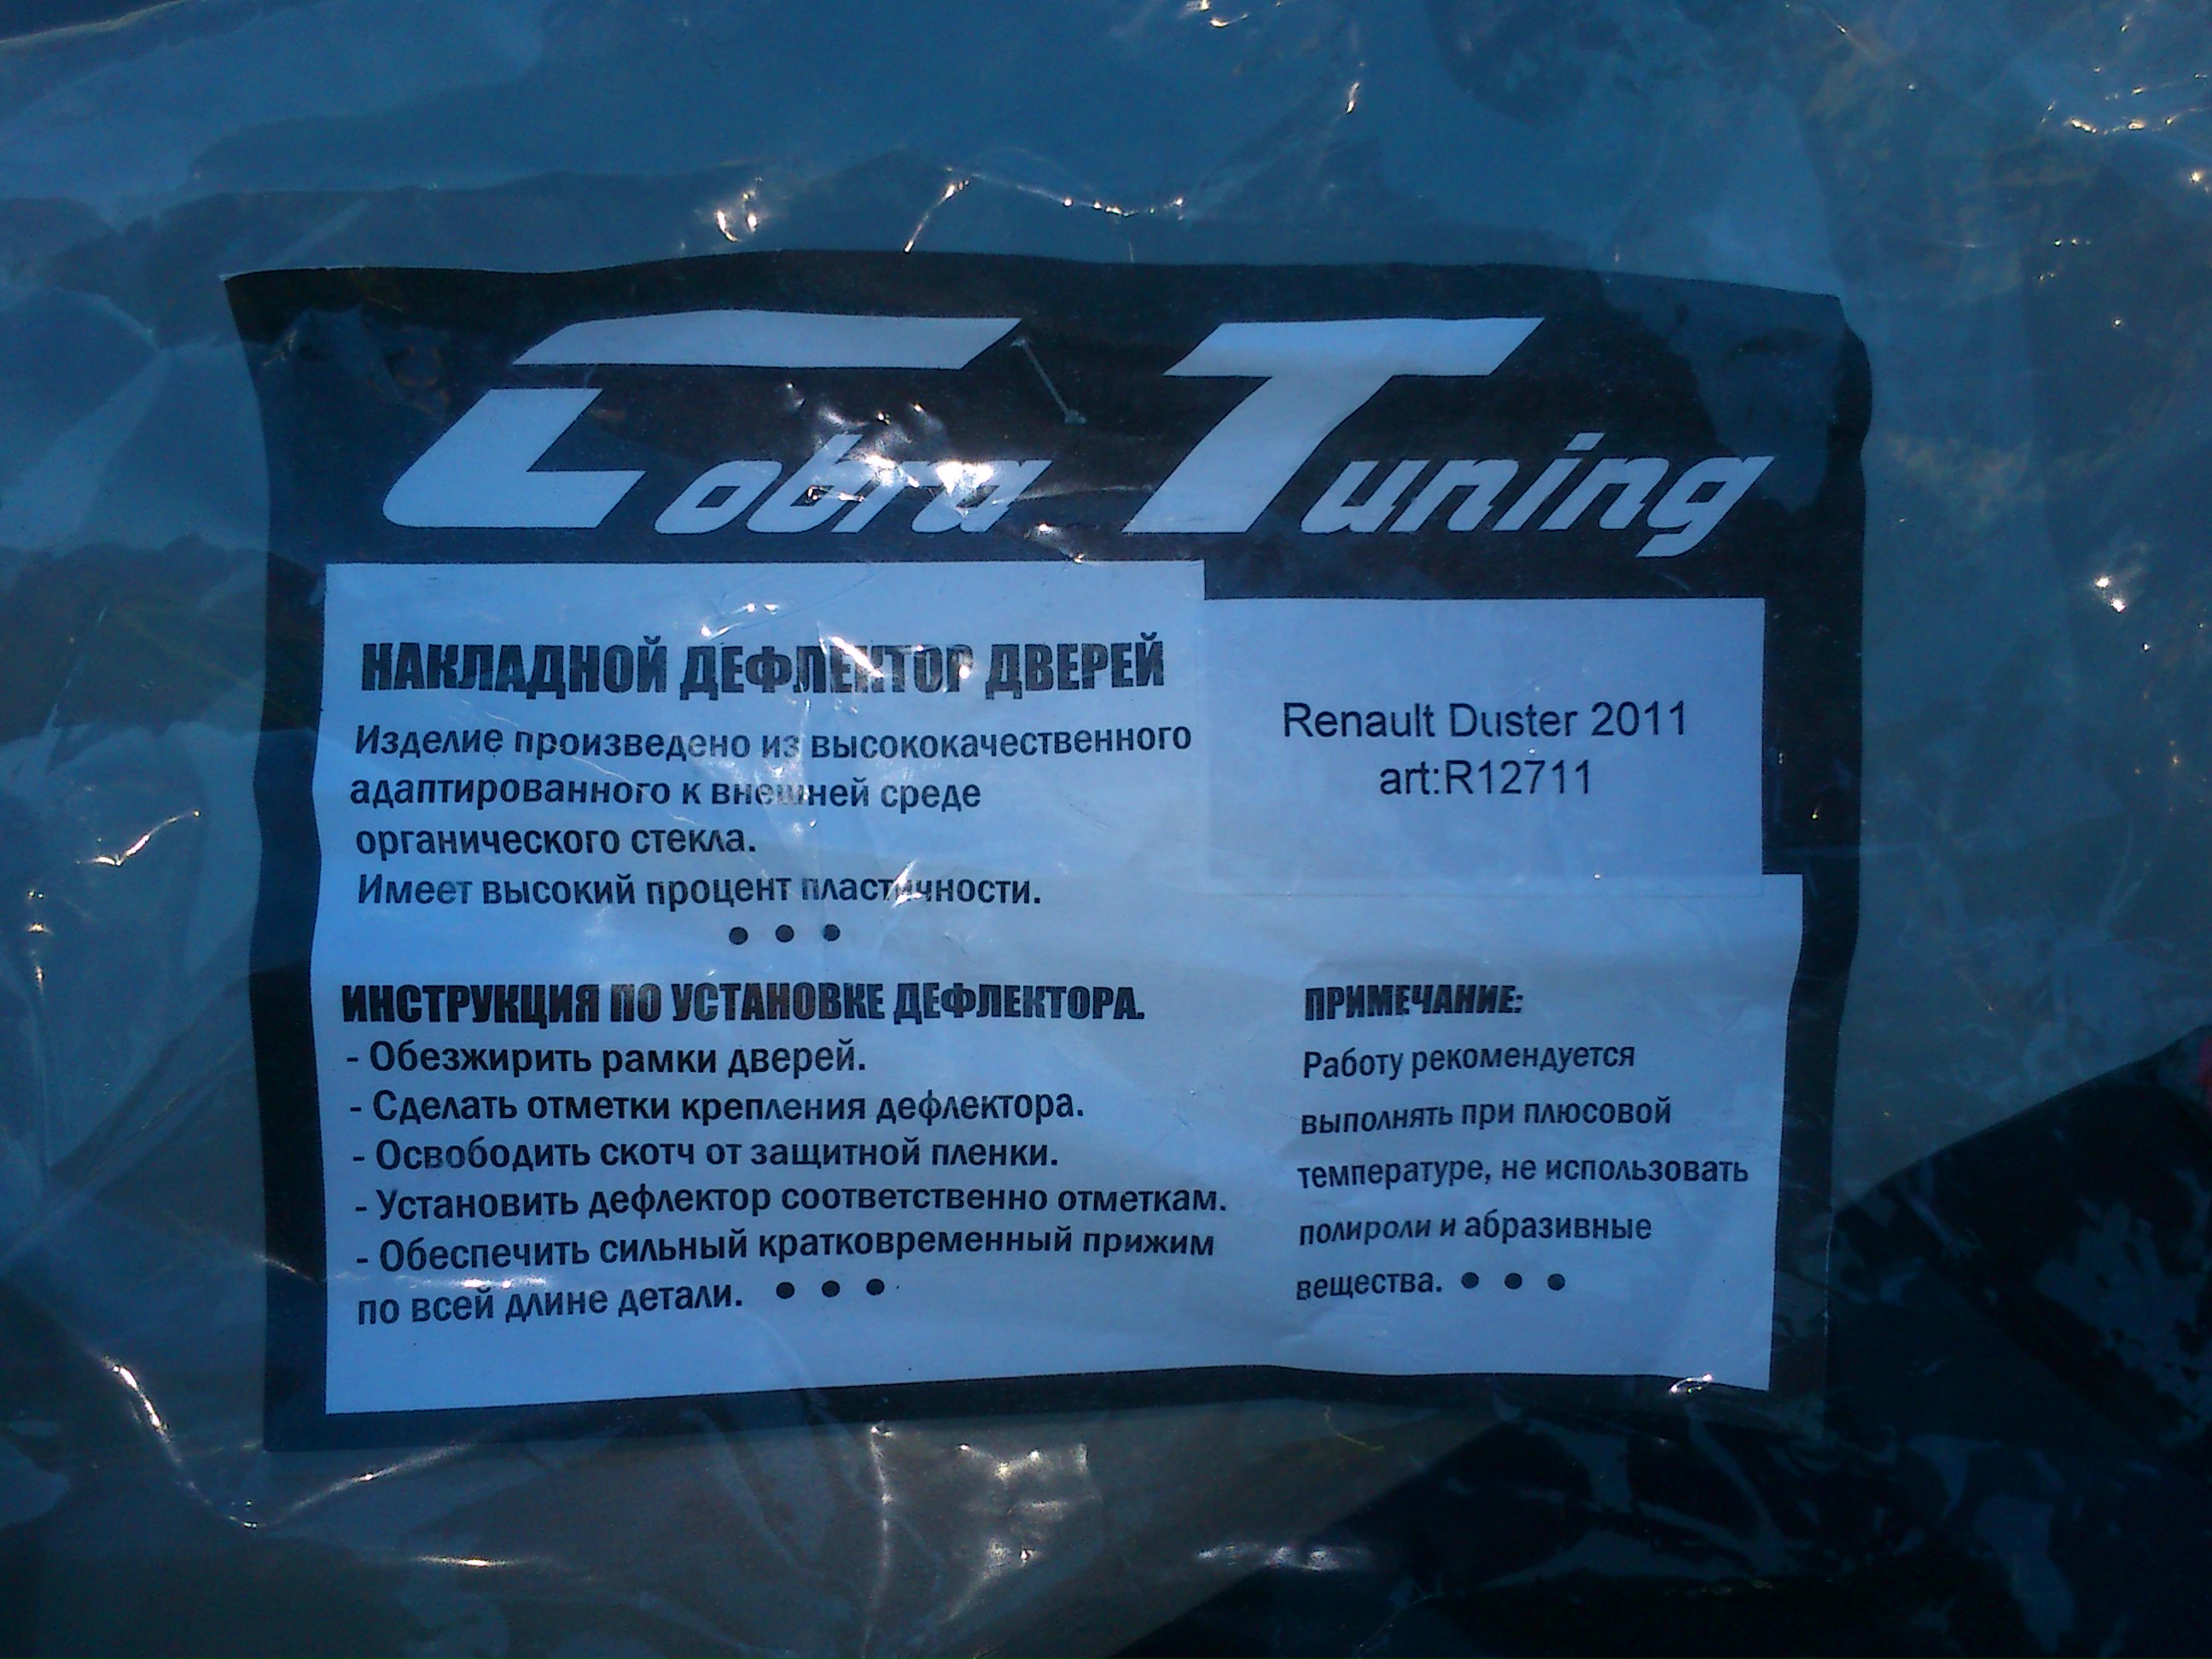 Cobra Tuning
НАКЛАДНОЙ ДЕФЛЕКТОР ДВЕРЕЙ
Изделие произведено из высококачественного
адаптированного к внешней среде
органического стекла.
Имеет высокий процент пластичности.
• • •
Renault Duster 2011
art:R12711
ИНСТРУКЦИЯ ПО УСТАНОВКЕ ДЕФЛЕКТОРА.
- Обезжирить рамки дверей.
- Сделать отметки крепления дефлектора.
- Освободить скотч от защитной пленки.
- Установить дефлектор соответственно отметкам.
- Обеспечить сильный кратковременный прижим
по всей длине детали. • • •
ПРИМЕЧАНИЕ:
Работу рекомендуется
выполнять при плюсовой
температуре, не использовать
полироли и абразивные
вещества. • • •